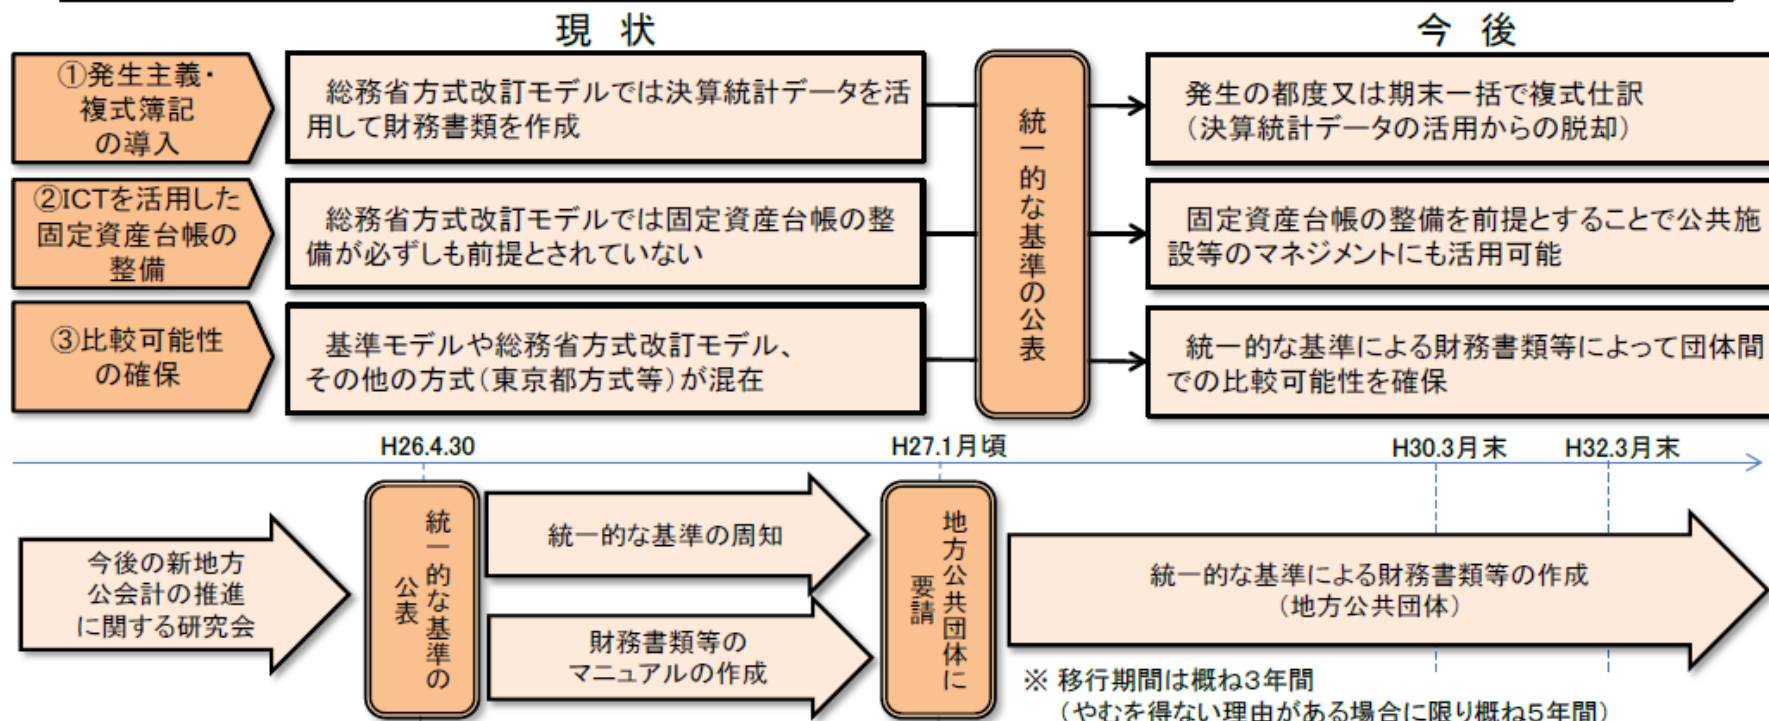 現 状
今 後
①発生主義・
複式簿記
の導入
総務省方式改訂モデルでは決算統計データを活
用して財務書類を作成
発生の都度又は期末一括で複式仕訳
(決算統計データの活用からの脱却)
②ICTを活用した
固定資産台帳の
整備
総務省方式改訂モデルでは固定資産台帳の整
備が必ずしも前提とされていない
固定資産台帳の整備を前提とすることで公共施
設等のマネジメントにも活用可能
③比較可能性
の確保
基準モデルや総務省方式改訂モデル、
その他の方式(東京都方式等)が混在
統一的な基準による財務書類等によって団体間
での比較可能性を確保
統一的な基準の公表
H26.4.30
H27.1月頃
H30.3月末
H32.3月末
今後の新地方
公会計の推進
に関する研究会
統一的な基準の
公表
統一的な基準の周知
財務書類等の
マニュアルの作成
地方公共団体に
要請
統一的な基準による財務書類等の作成
(地方公共団体)
※ 移行期間は概ね3年間
(やむを得ない理由がある場合に限り概ね5年間)